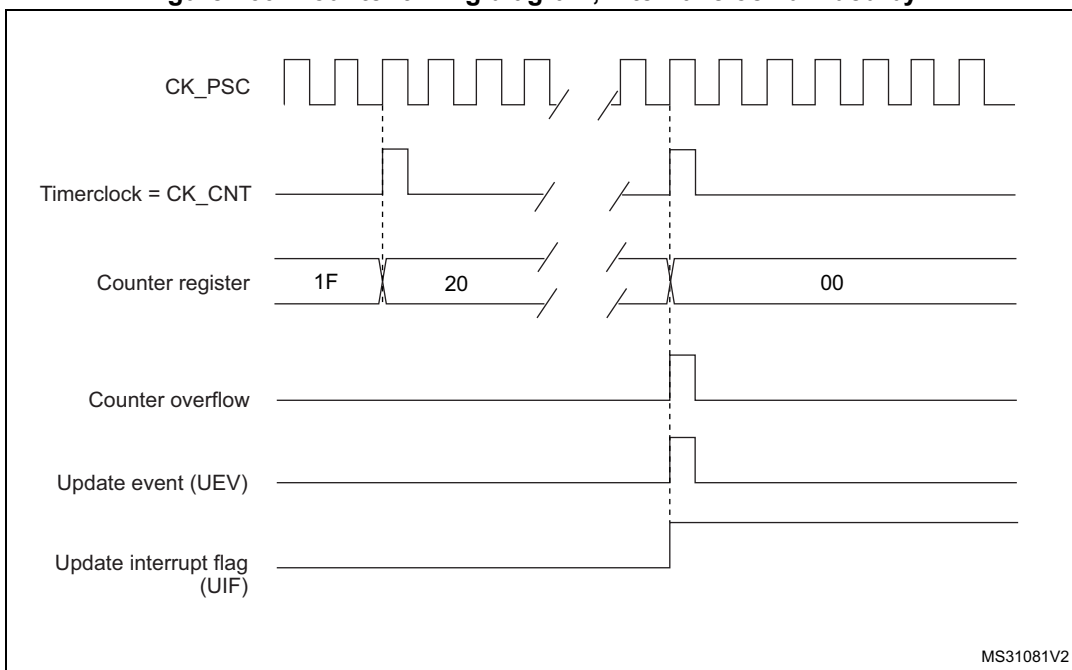 CK_PSC
Timerclock = CK_CNT
Counter register
1F
20
00
Counter overflow
Update event (UEV)
Update interrupt flag
(UIF)
MS31081V2